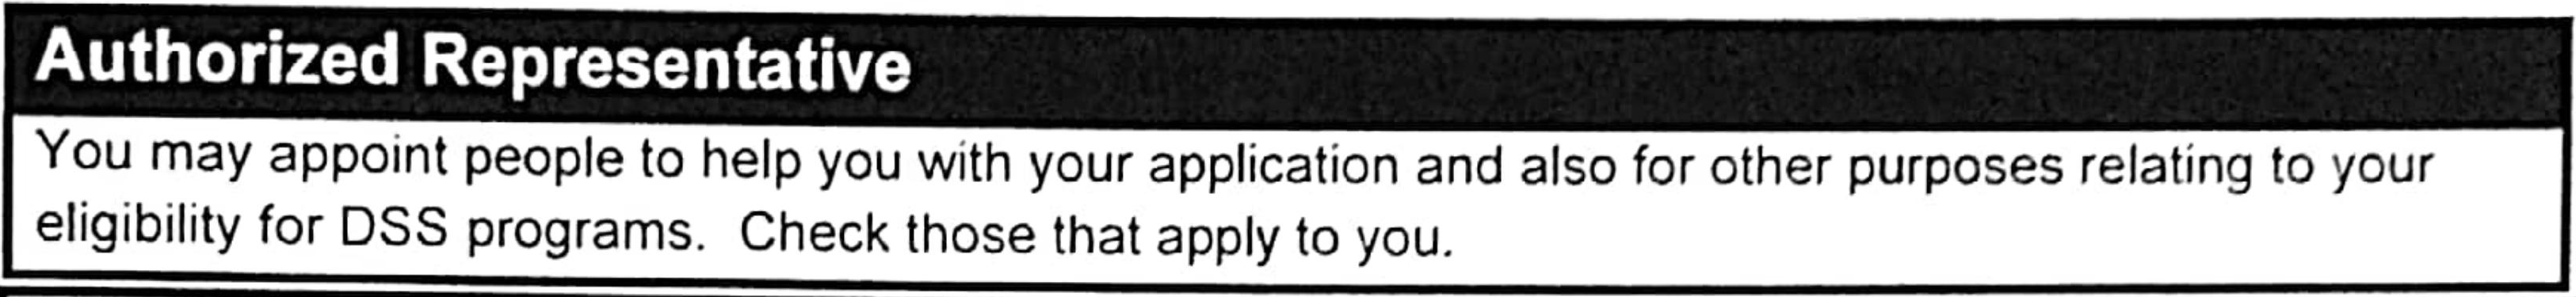 Authorized Representative
You may appoint people to help you with your application and also for other purposes relating to your
eligibility for DSS programs.  Check those that apply to you.